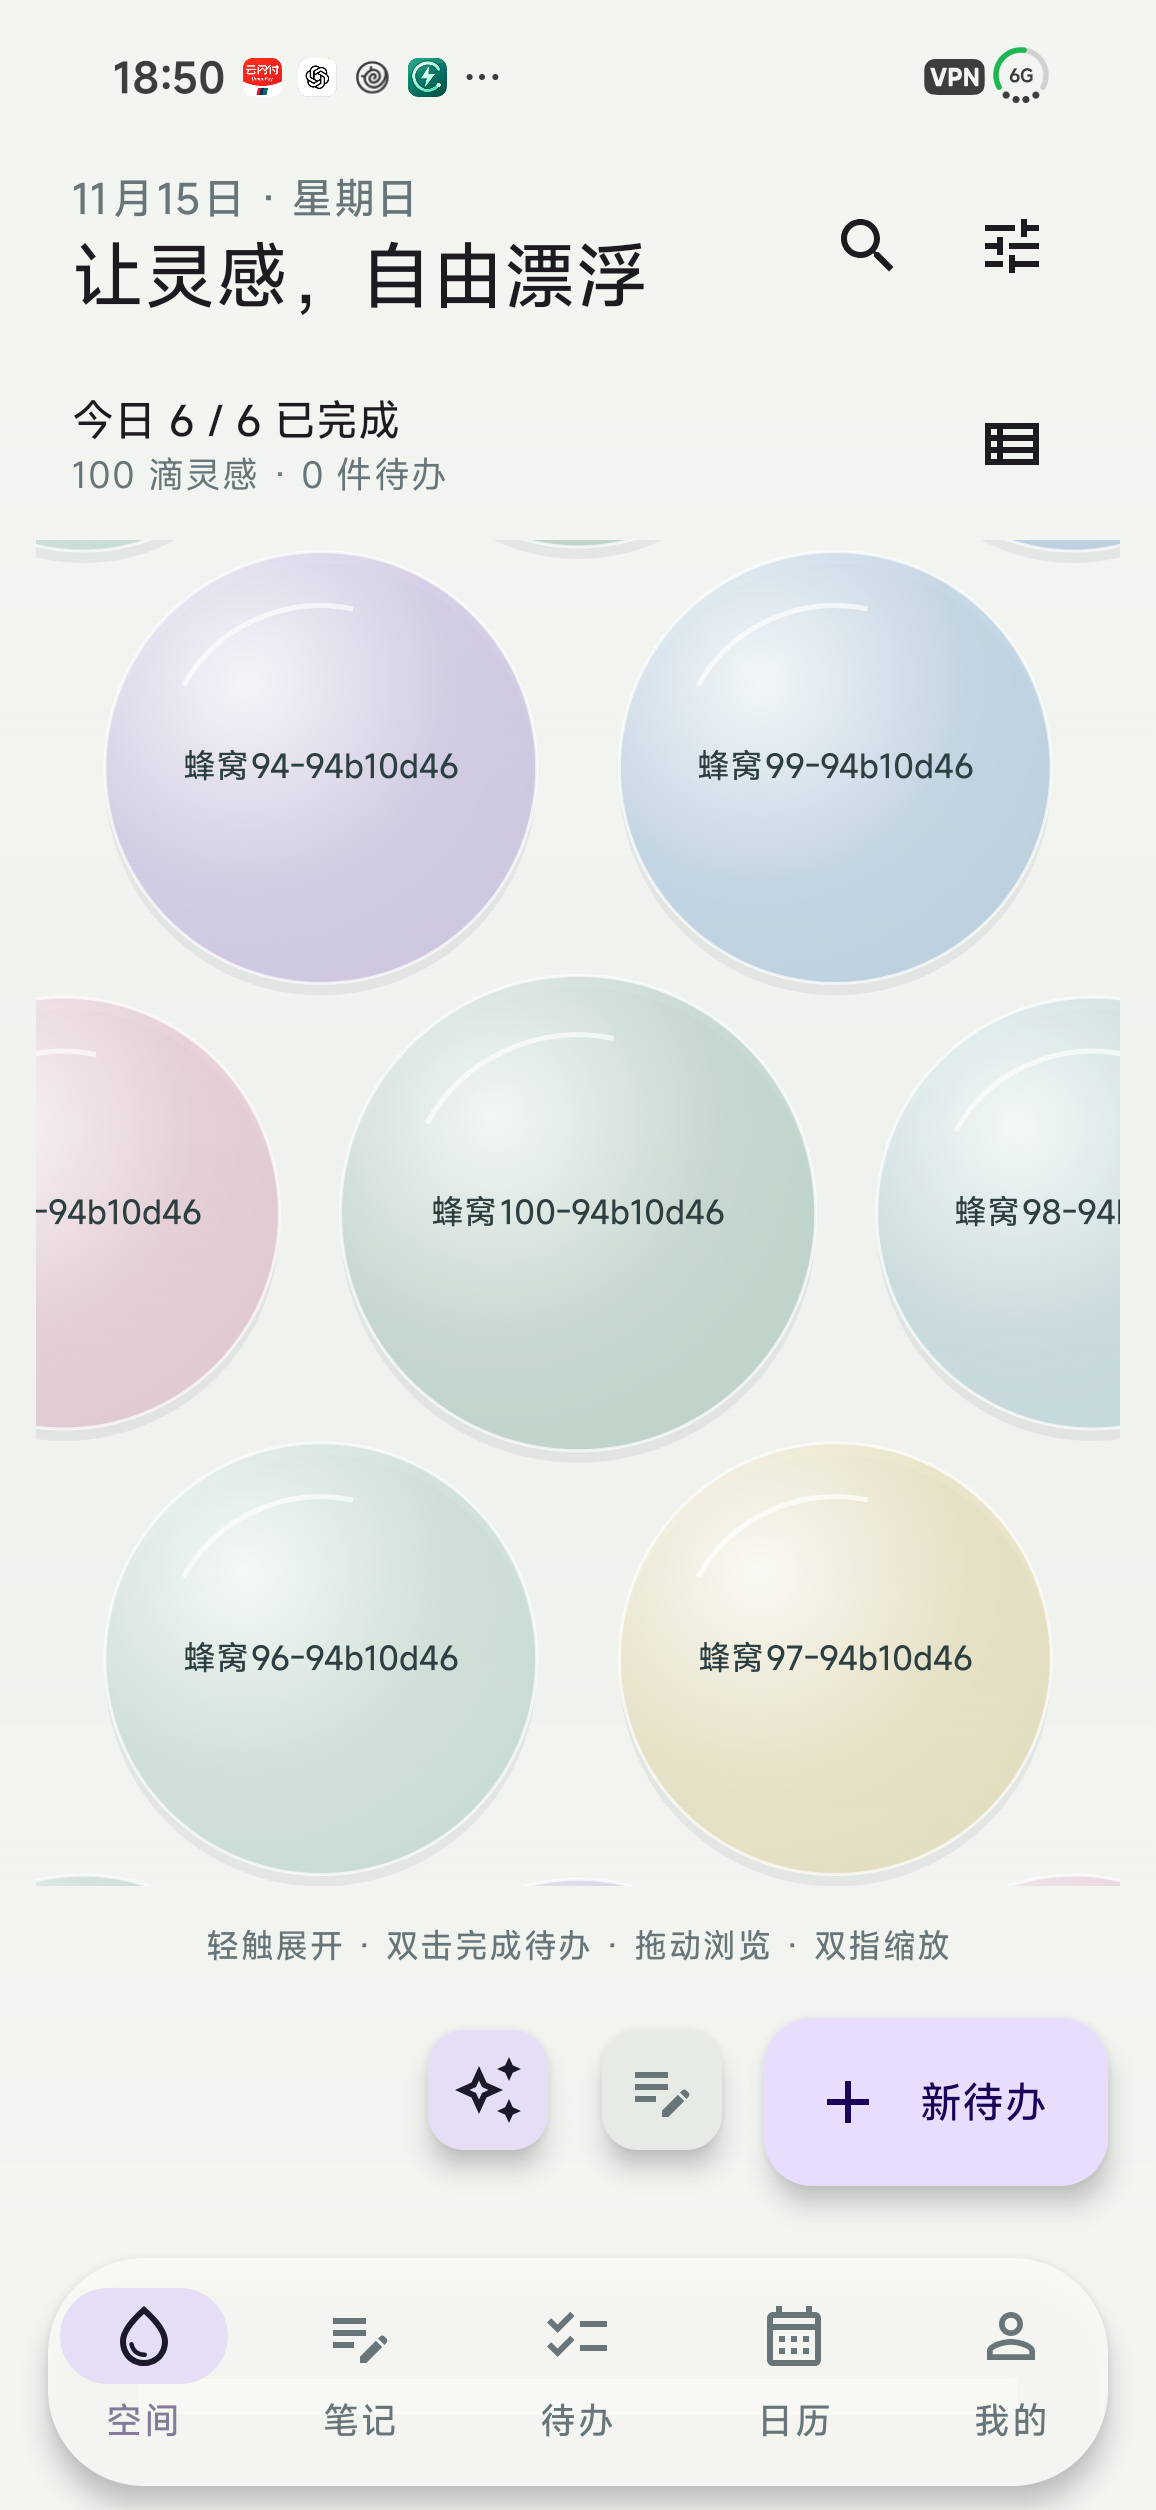 18:50 云闪付 ··· VPN 6G
11月15日 · 星期日
让灵感，自由漂浮
今日 6 / 6 已完成
100 滴灵感 · 0 件待办
蜂窝94-94b10d46
蜂窝99-94b10d46
-94b10d46
蜂窝100-94b10d46
蜂窝98-94
蜂窝96-94b10d46
蜂窝97-94b10d46
轻触展开 · 双击完成待办 · 拖动浏览 · 双指缩放
新待办
空间
笔记
待办
日历
我的